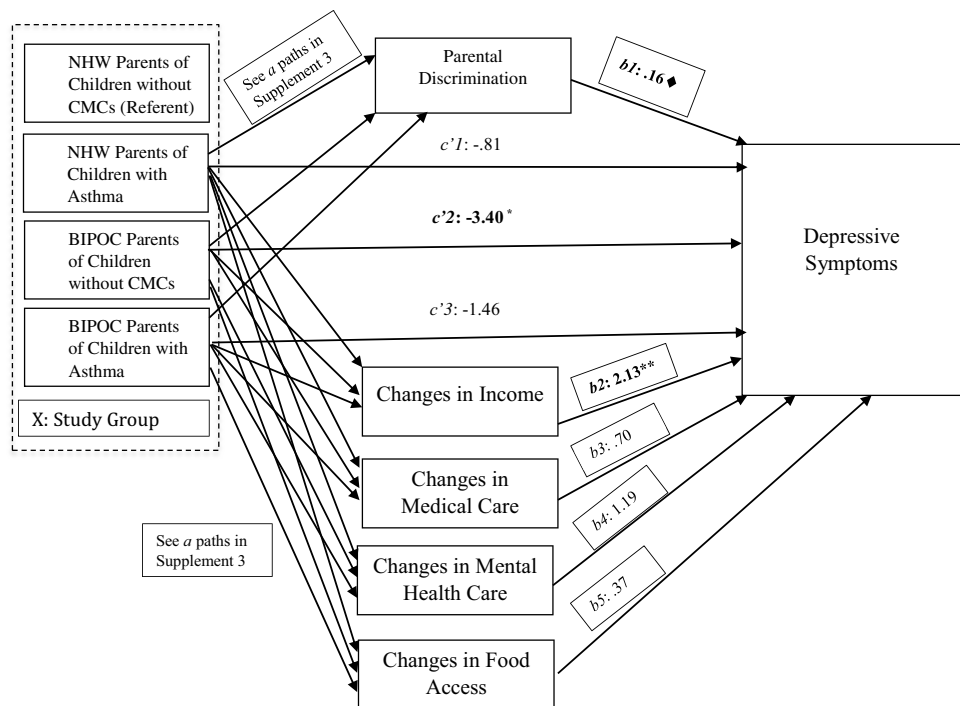 NHW Parents of
Children without
CMCs (Referent)
NHW Parents of
Children with
Asthma
BIPOC Parents
of Children
without CMCs
BIPOC Parents
of Children with
Asthma
X: Study Group
See a paths in
Supplement 3
Parental
Discrimination
b1: .16 ♦
c'1: -.81
c'2: -3.40 *
c'3: -1.46
Depressive
Symptoms
Changes in Income
b2: 2.13**
Changes in
Medical Care
b3: .70
Changes in Mental
Health Care
b4: 1.19
Changes in Food
Access
b5: .37
See a paths in
Supplement 3